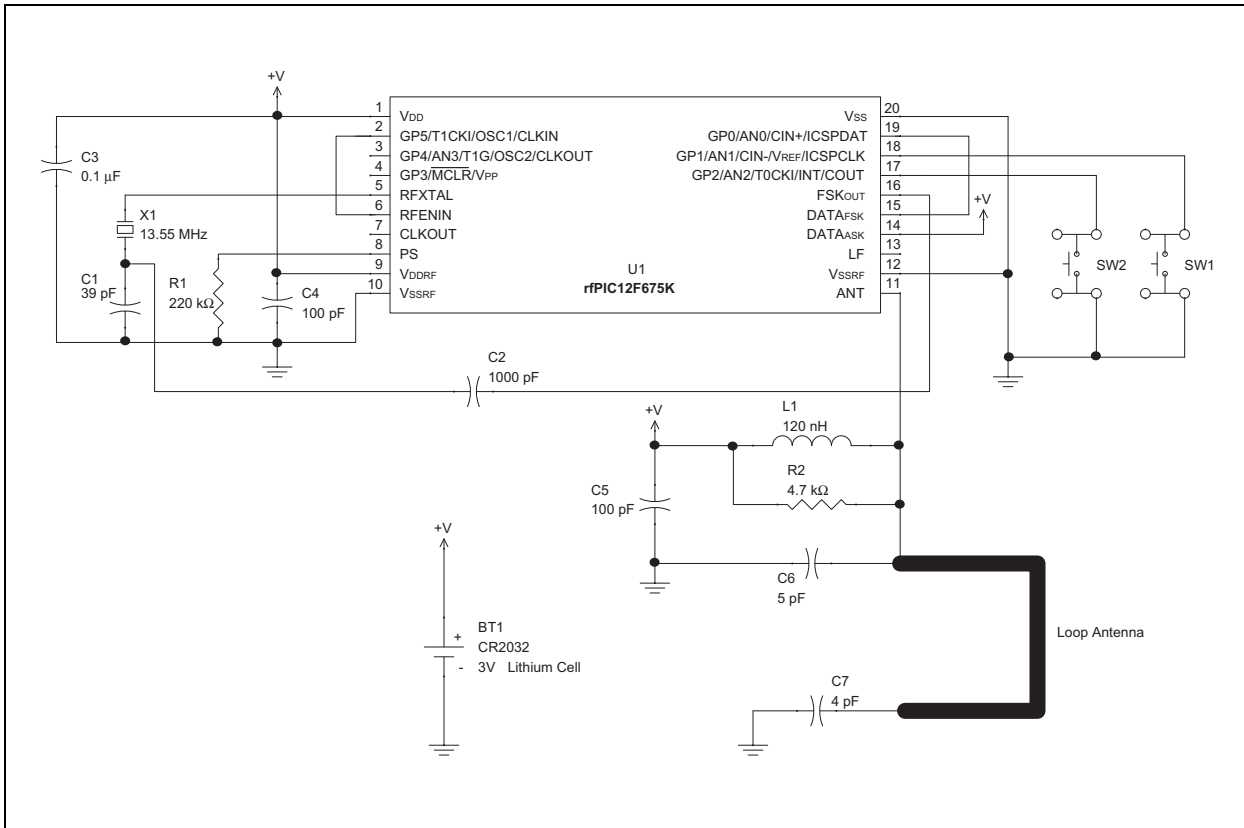 +V
C3
0.1 µF
X1
13.55 MHz
C1
39 pF
R1
220 kΩ
C4
100 pF
1 VDD
2 GP5/T1CKI/OSC1/CLKIN
3 GP4/AN3/T1G/OSC2/CLKOUT
4 GP3/MCLR/VPP
5 RFXTAL
6 RFENIN
7 CLKOUT
8 PS
9 VDDRF
10 VSSRF
U1
rfPIC12F675K
VSS 20
GP0/AN0/CIN+/ICSPDAT 19
GP1/AN1/CIN-/VREF/ICSPCLK 18
GP2/AN2/T0CKI/INT/COUT 17
FSKOUT 16
DATAFSK 15
DATAASK 14
LF 13
VSSRF 12
ANT 11
+V
SW2
SW1
C2
1000 pF
+V
L1
120 nH
R2
4.7 kΩ
C5
100 pF
C6
5 pF
+V
BT1
CR2032
3V Lithium Cell
+
-
Loop Antenna
C7
4 pF